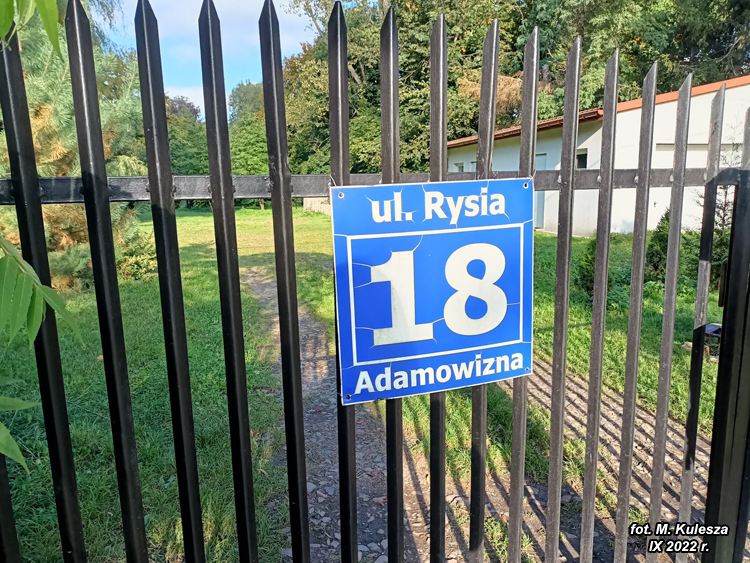 ul. Rysia
18
Adamowizna
fot. M. Kulesza
IX 2022 r.